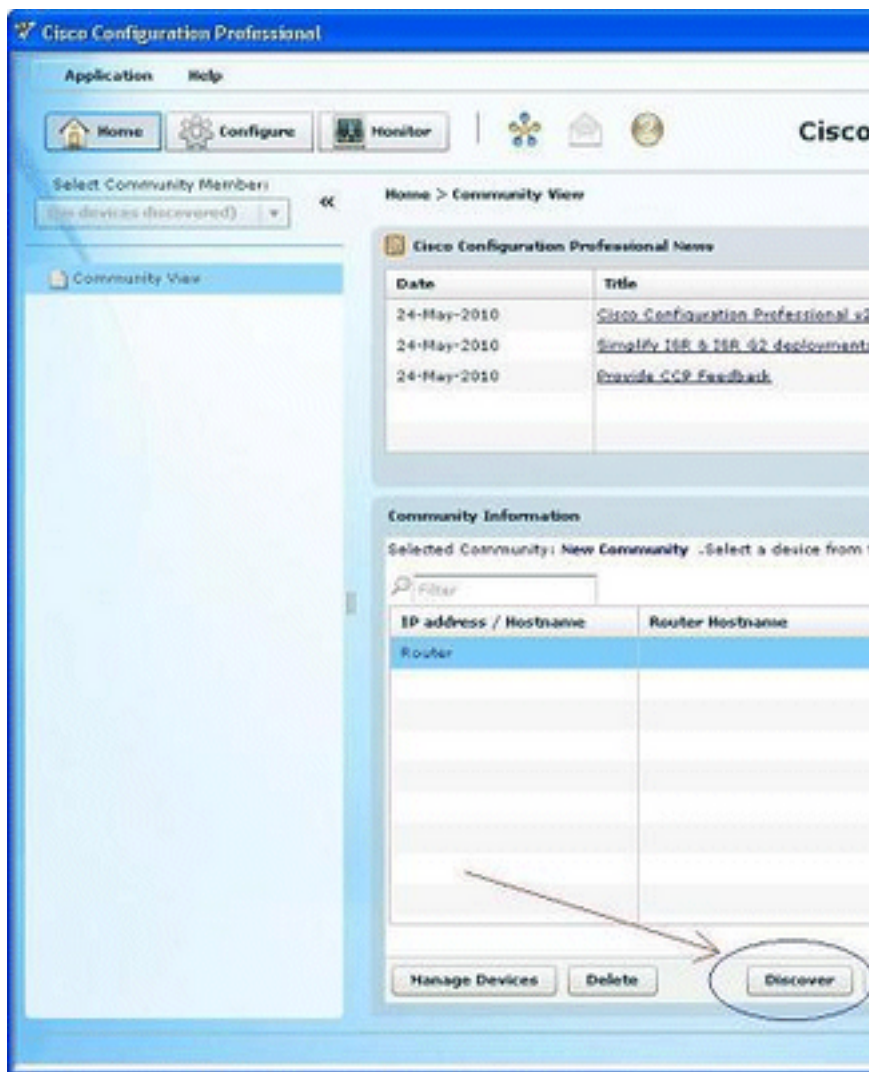 Cisco Configuration Professional
Application Help
Home Configure Monitor Cisco
Select Community Member:
(no devices discovered)
Home > Community View
Community View
Cisco Configuration Professional News
Date Title
24-May-2010 Cisco Configuration Professional v2
24-May-2010 Simplify ISR & ISR G2 deployments
24-May-2010 Provide CCP Feedback
Community Information
Selected Community: New Community .Select a device from
Filter
IP address / Hostname Router Hostname
Router
Manage Devices Delete Discover